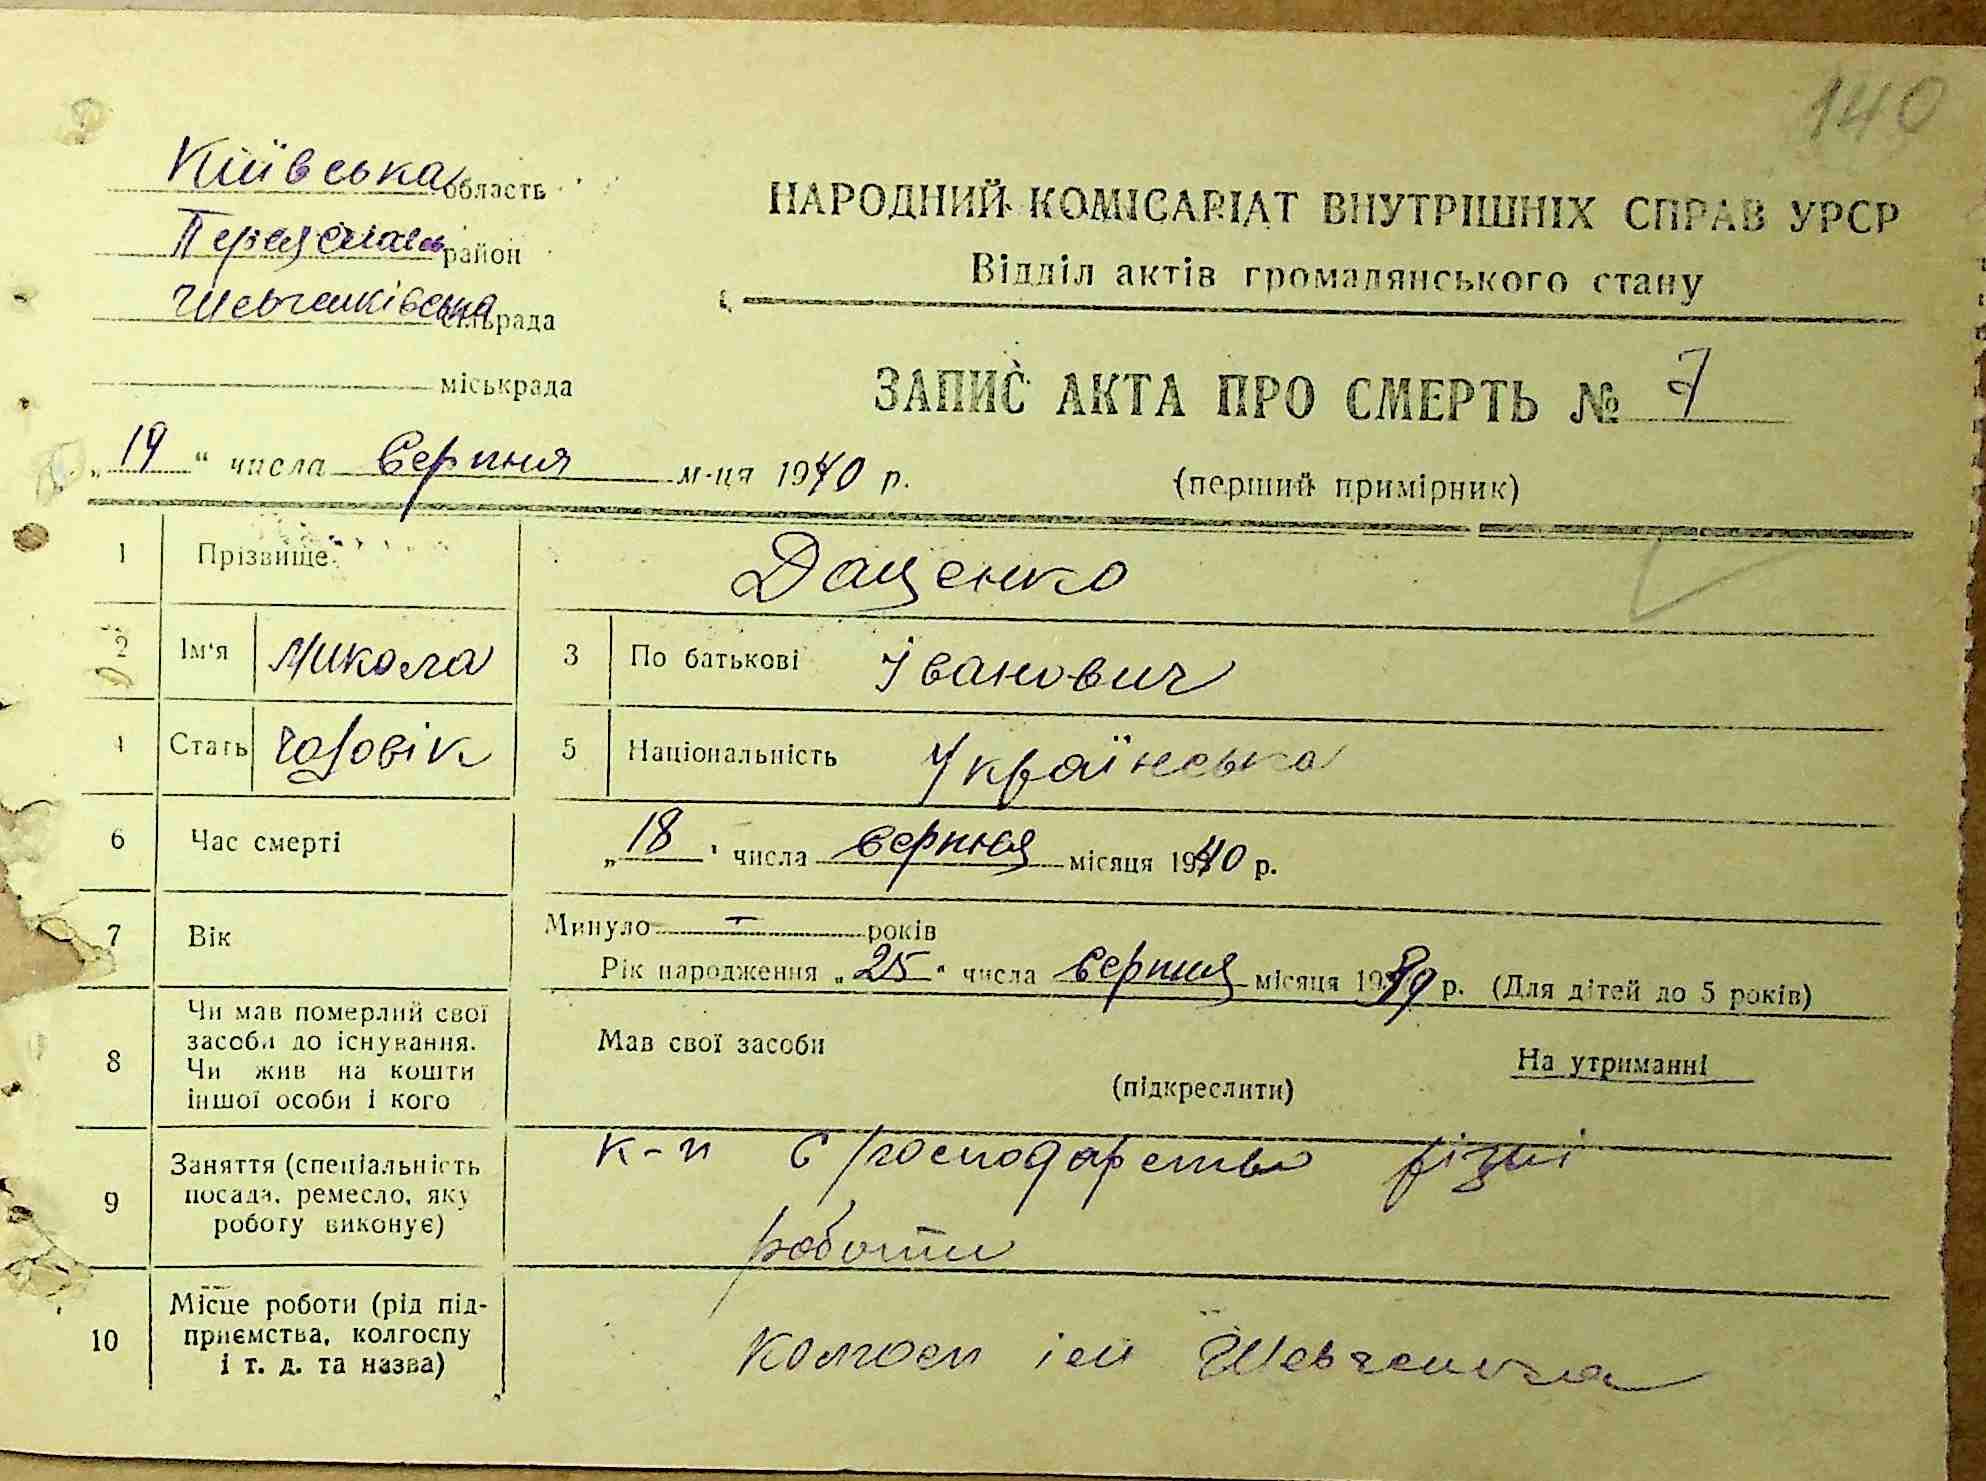 140
Київська область
Переяслав район
Шевченківська сільрада
міськрада
НАРОДНИЙ КОМІСАРІАТ ВНУТРІШНІХ СПРАВ УРСР
Відділ актів громадянського стану
ЗАПИС АКТА ПРО СМЕРТЬ № 7
„19“ числа Серпня м-ця 1940 р.
(перший примірник)
1 Прізвище Даценко
2 Ім'я Микола 3 По батькові Іванович
4 Стать Чоловік 5 Національність Українська
6 Час смерті „18“ числа серпня місяця 1940 р.
7 Вік Минуло — років
Рік народження „25“ числа Серпня місяця 1939 р. (Для дітей до 5 років)
8 Чи мав померлий свої
засоби до існування.
Чи жив на кошти
іншої особи і кого
Мав свої засоби
(підкреслити)
На утриманні
9 Заняття (спеціальність
посада, ремесло, яку
роботу виконує)
к-п с господарство різні
роботи
10 Місце роботи (рід під-
приємства, колгоспу
і т. д. та назва)
Колгосп ім Шевченка